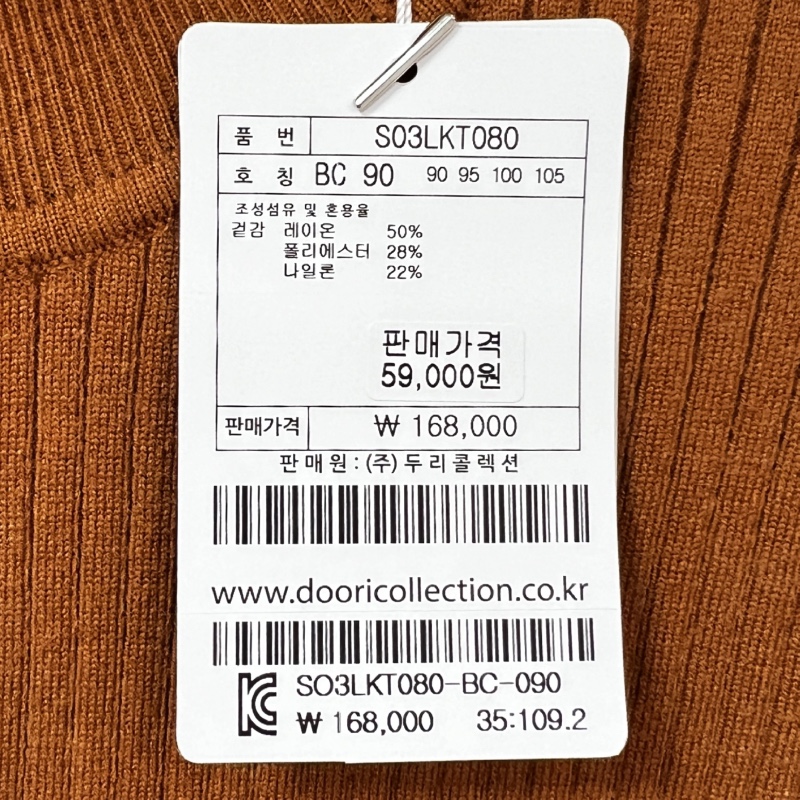 품 번 S03LKT080
호 칭 BC 90 90 95 100 105
조성섬유 및 혼용율
겉감 레이온 50%
폴리에스터 28%
나일론 22%
판매가격
59,000원
판매가격 ₩ 168,000
판매원 : (주)두리콜렉션
www.dooricollection.co.kr
SO3LKT080-BC-090
₩ 168,000 35:109.2